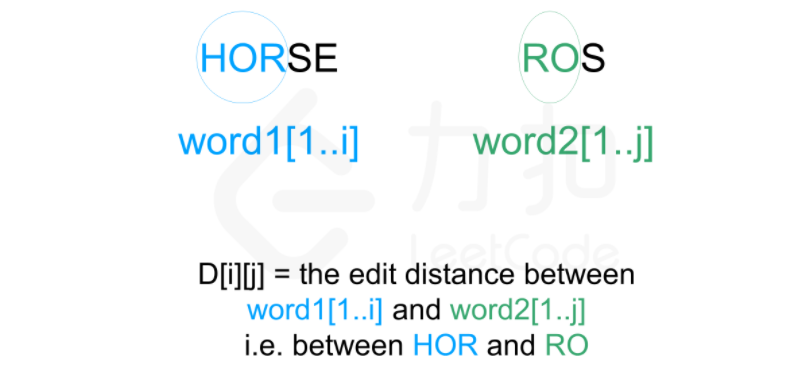 HORSE ROS
word1[1..i] word2[1..j]
力扣
LeetCode
D[i][j] = the edit distance between
word1[1..i] and word2[1..j]
i.e. between HOR and RO